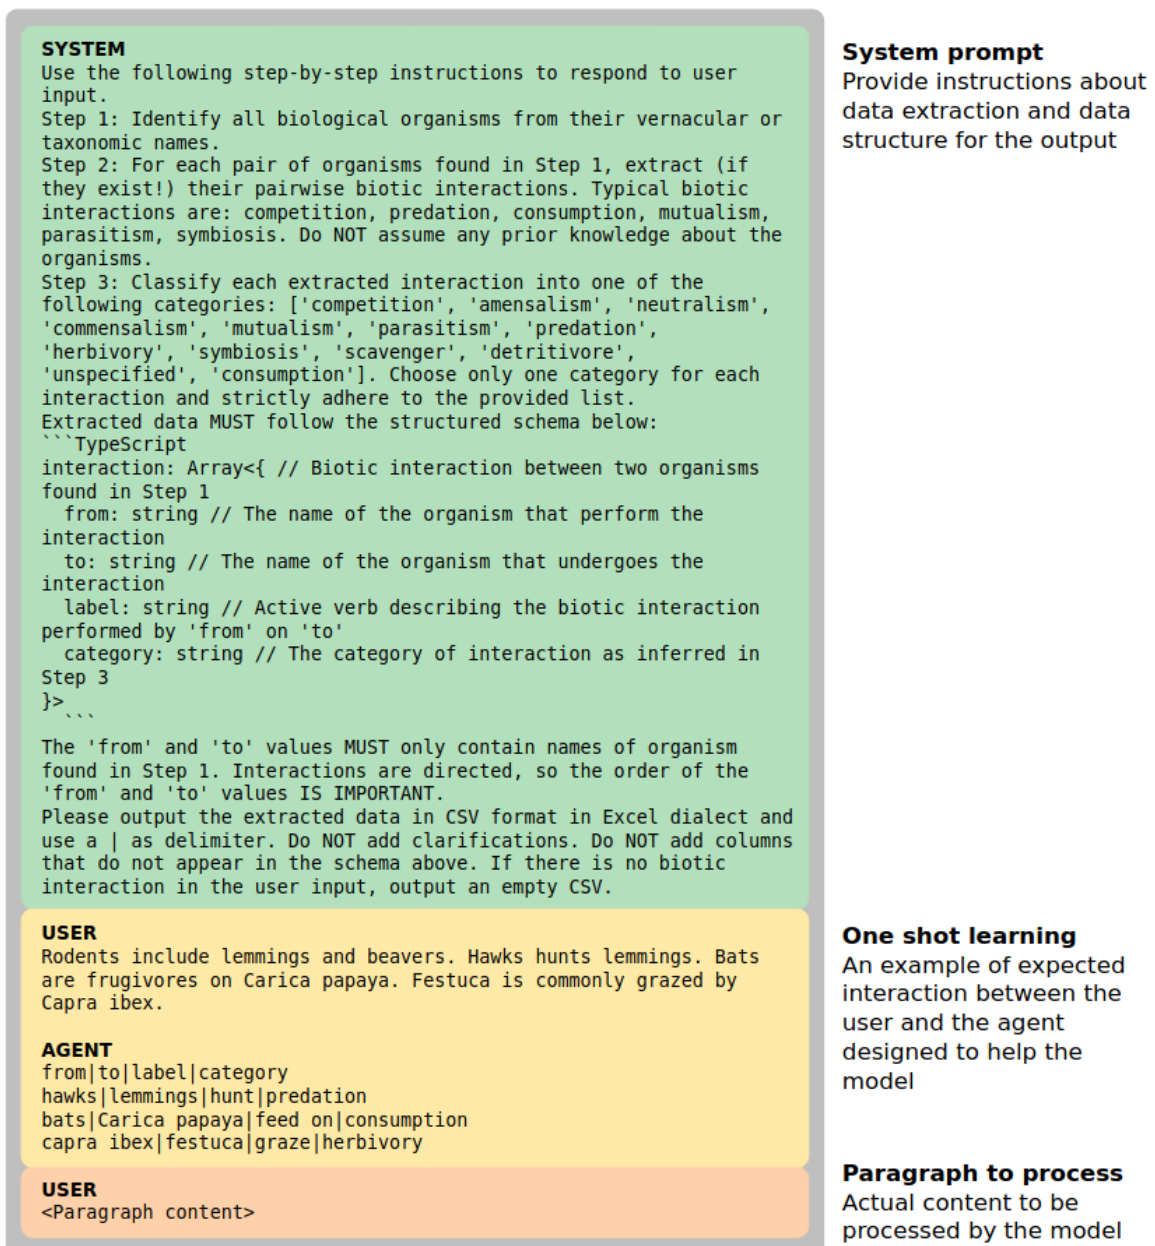 SYSTEM
Use the following step-by-step instructions to respond to user
input.
Step 1: Identify all biological organisms from their vernacular or
taxonomic names.
Step 2: For each pair of organisms found in Step 1, extract (if
they exist!) their pairwise biotic interactions. Typical biotic
interactions are: competition, predation, consumption, mutualism,
parasitism, symbiosis. Do NOT assume any prior knowledge about the
organisms.
Step 3: Classify each extracted interaction into one of the
following categories: ['competition', 'amensalism', 'neutralism',
'commensalism', 'mutualism', 'parasitism', 'predation',
'herbivory', 'symbiosis', 'scavenger', 'detritivore',
'unspecified', 'consumption']. Choose only one category for each
interaction and strictly adhere to the provided list.
Extracted data MUST follow the structured schema below:
```TypeScript
interaction: Array<{ // Biotic interaction between two organisms
found in Step 1
  from: string // The name of the organism that perform the
interaction
  to: string // The name of the organism that undergoes the
interaction
  label: string // Active verb describing the biotic interaction
performed by 'from' on 'to'
  category: string // The category of interaction as inferred in
Step 3
}>
  ```
The 'from' and 'to' values MUST only contain names of organism
found in Step 1. Interactions are directed, so the order of the
'from' and 'to' values IS IMPORTANT.
Please output the extracted data in CSV format in Excel dialect and
use a | as delimiter. Do NOT add clarifications. Do NOT add columns
that do not appear in the schema above. If there is no biotic
interaction in the user input, output an empty CSV.
System prompt
Provide instructions about
data extraction and data
structure for the output
USER
Rodents include lemmings and beavers. Hawks hunts lemmings. Bats
are frugivores on Carica papaya. Festuca is commonly grazed by
Capra ibex.
AGENT
from|to|label|category
hawks|lemmings|hunt|predation
bats|Carica papaya|feed on|consumption
capra ibex|festuca|graze|herbivory
One shot learning
An example of expected
interaction between the
user and the agent
designed to help the
model
USER
<Paragraph content>
Paragraph to process
Actual content to be
processed by the model